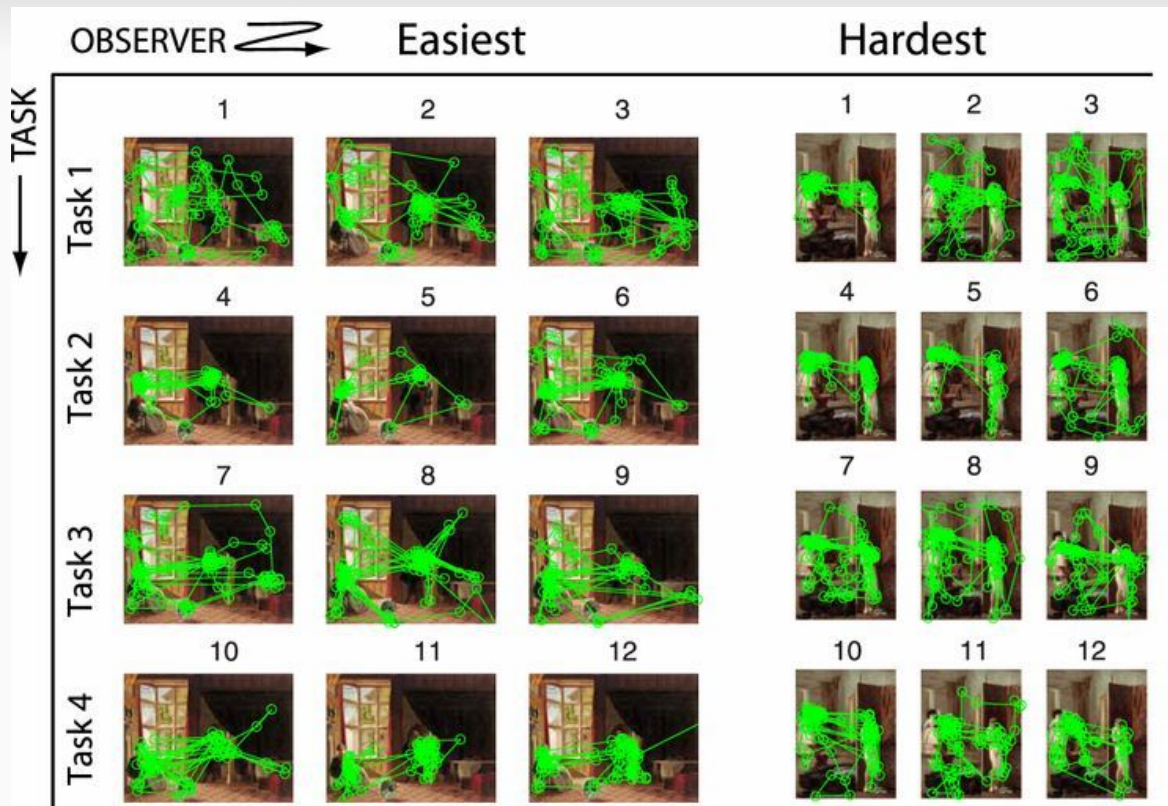 OBSERVER Easiest Hardest
TASK
1 2 3 1 2 3
Task 1
4 5 6 4 5 6
Task 2
7 8 9 7 8 9
Task 3
10 11 12 10 11 12
Task 4